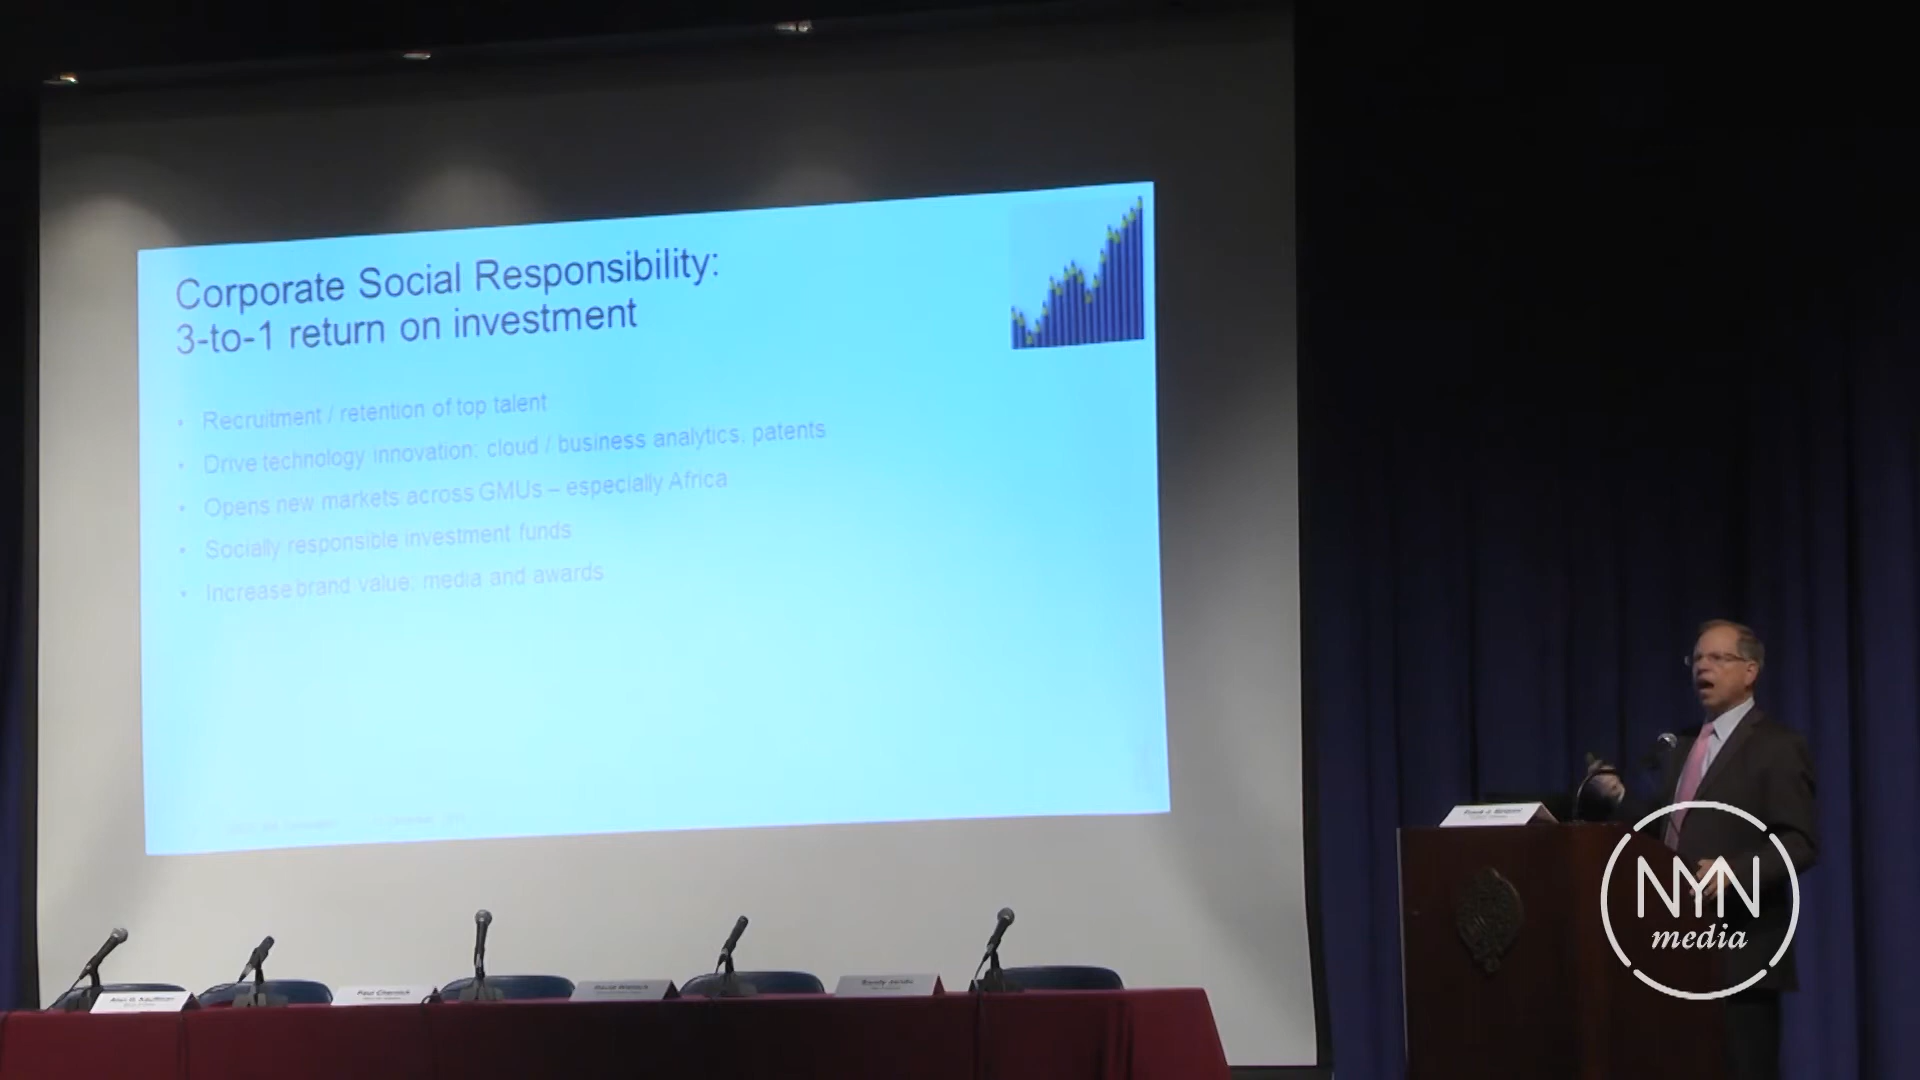 Corporate Social Responsibility:
3-to-1 return on investment
• Recruitment / retention of top talent
• Drive technology innovation: cloud / business analytics, patents
• Opens new markets across GMUs – especially Africa
• Socially responsible investment funds
• Increase brand value: media and awards
Paul
David
NYN
media